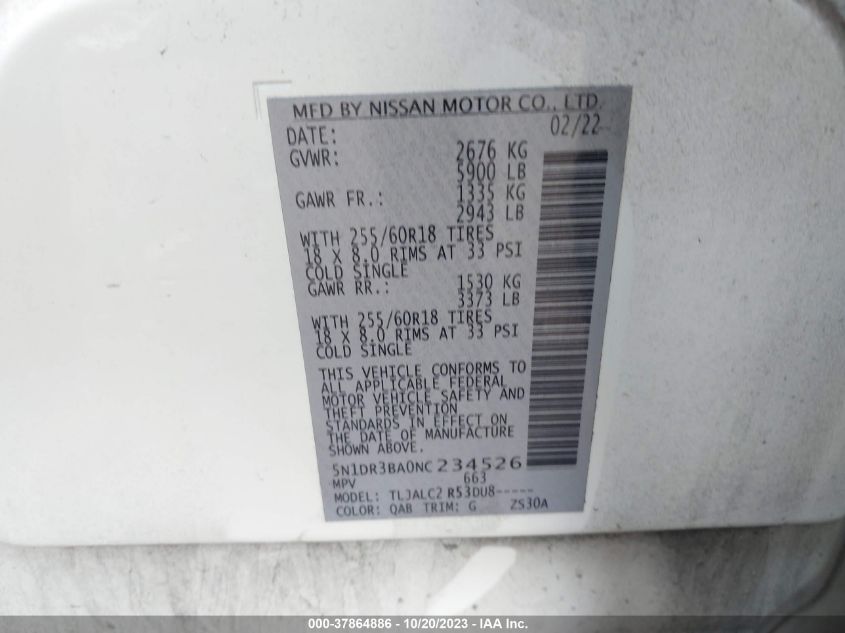 MFD BY NISSAN MOTOR CO., LTD.
DATE: 02/22
GVWR: 2676 KG
5900 LB
GAWR FR.: 1335 KG
2943 LB
WITH 255/60R18 TIRES
18 X 8.0 RIMS AT 33 PSI
COLD SINGLE
GAWR RR.: 1530 KG
3373 LB
WITH 255/60R18 TIRES
18 X 8.0 RIMS AT 33 PSI
COLD SINGLE
THIS VEHICLE CONFORMS TO
ALL APPLICABLE FEDERAL
MOTOR VEHICLE SAFETY AND
THEFT PREVENTION
STANDARDS IN EFFECT ON
THE DATE OF MANUFACTURE
SHOWN ABOVE.
5N1DR3BA0NC234526
MPV 663
MODEL: TLJALC2 R53DU8-----
COLOR: QAB TRIM: G ZS30A
000-37864886 - 10/20/2023 - IAA Inc.